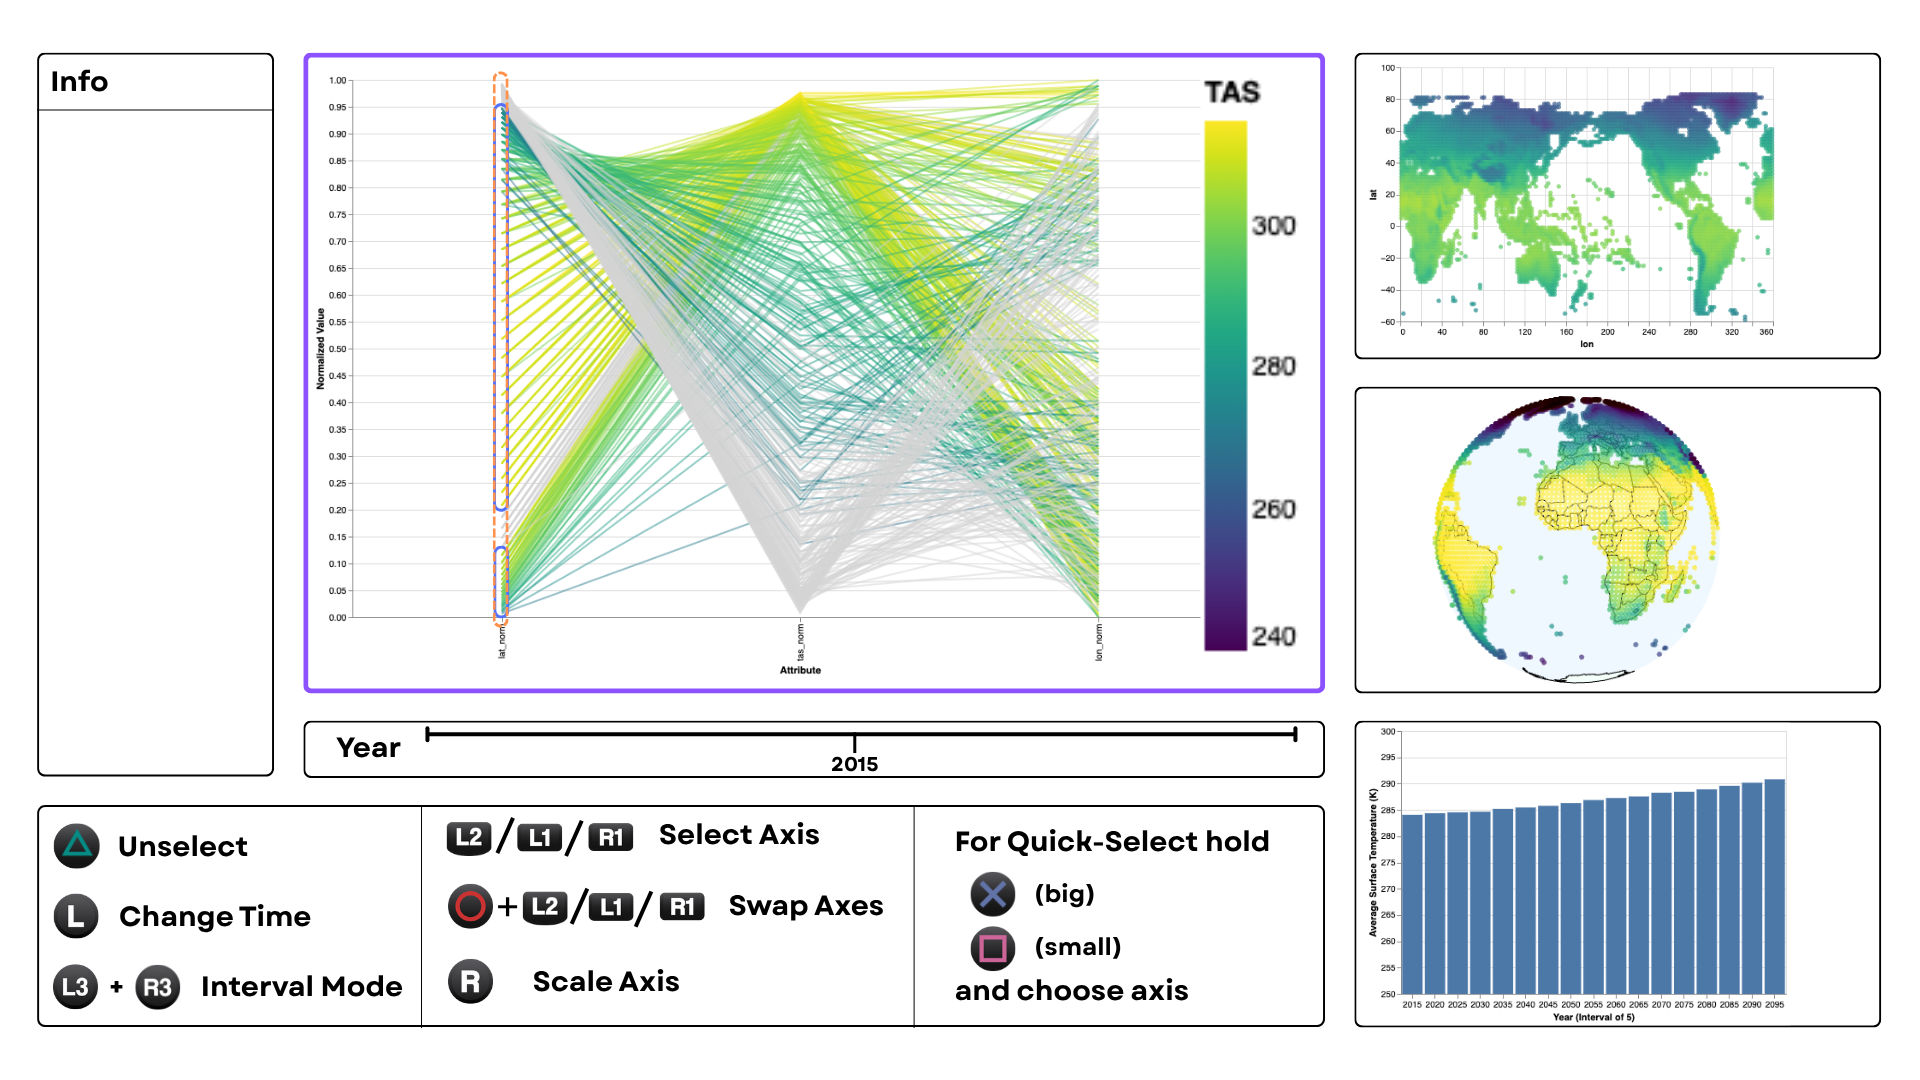 Info
1.00
0.95
0.90
0.85
0.80
0.75
0.70
0.65
0.60
0.55
0.50
0.45
0.40
0.35
0.30
0.25
0.20
0.15
0.10
0.05
0.00
Normalized Value
lat_norm
tas_norm
lon_norm
Attribute
TAS
300
280
260
240
100
80
60
40
20
0
−20
−40
−60
lat
0 40 80 120 160 200 240 280 320 360
lon
Year
2015
300
295
290
285
280
275
270
265
260
255
250
Average Surface Temperature (K)
2015 2020 2025 2030 2035 2040 2045 2050 2055 2060 2065 2070 2075 2080 2085 2090 2095
Year (Interval of 5)
Unselect
L Change Time
L3 + R3 Interval Mode
L2 / L1 / R1 Select Axis
+ L2 / L1 / R1 Swap Axes
R Scale Axis
For Quick-Select hold
(big)
(small)
and choose axis